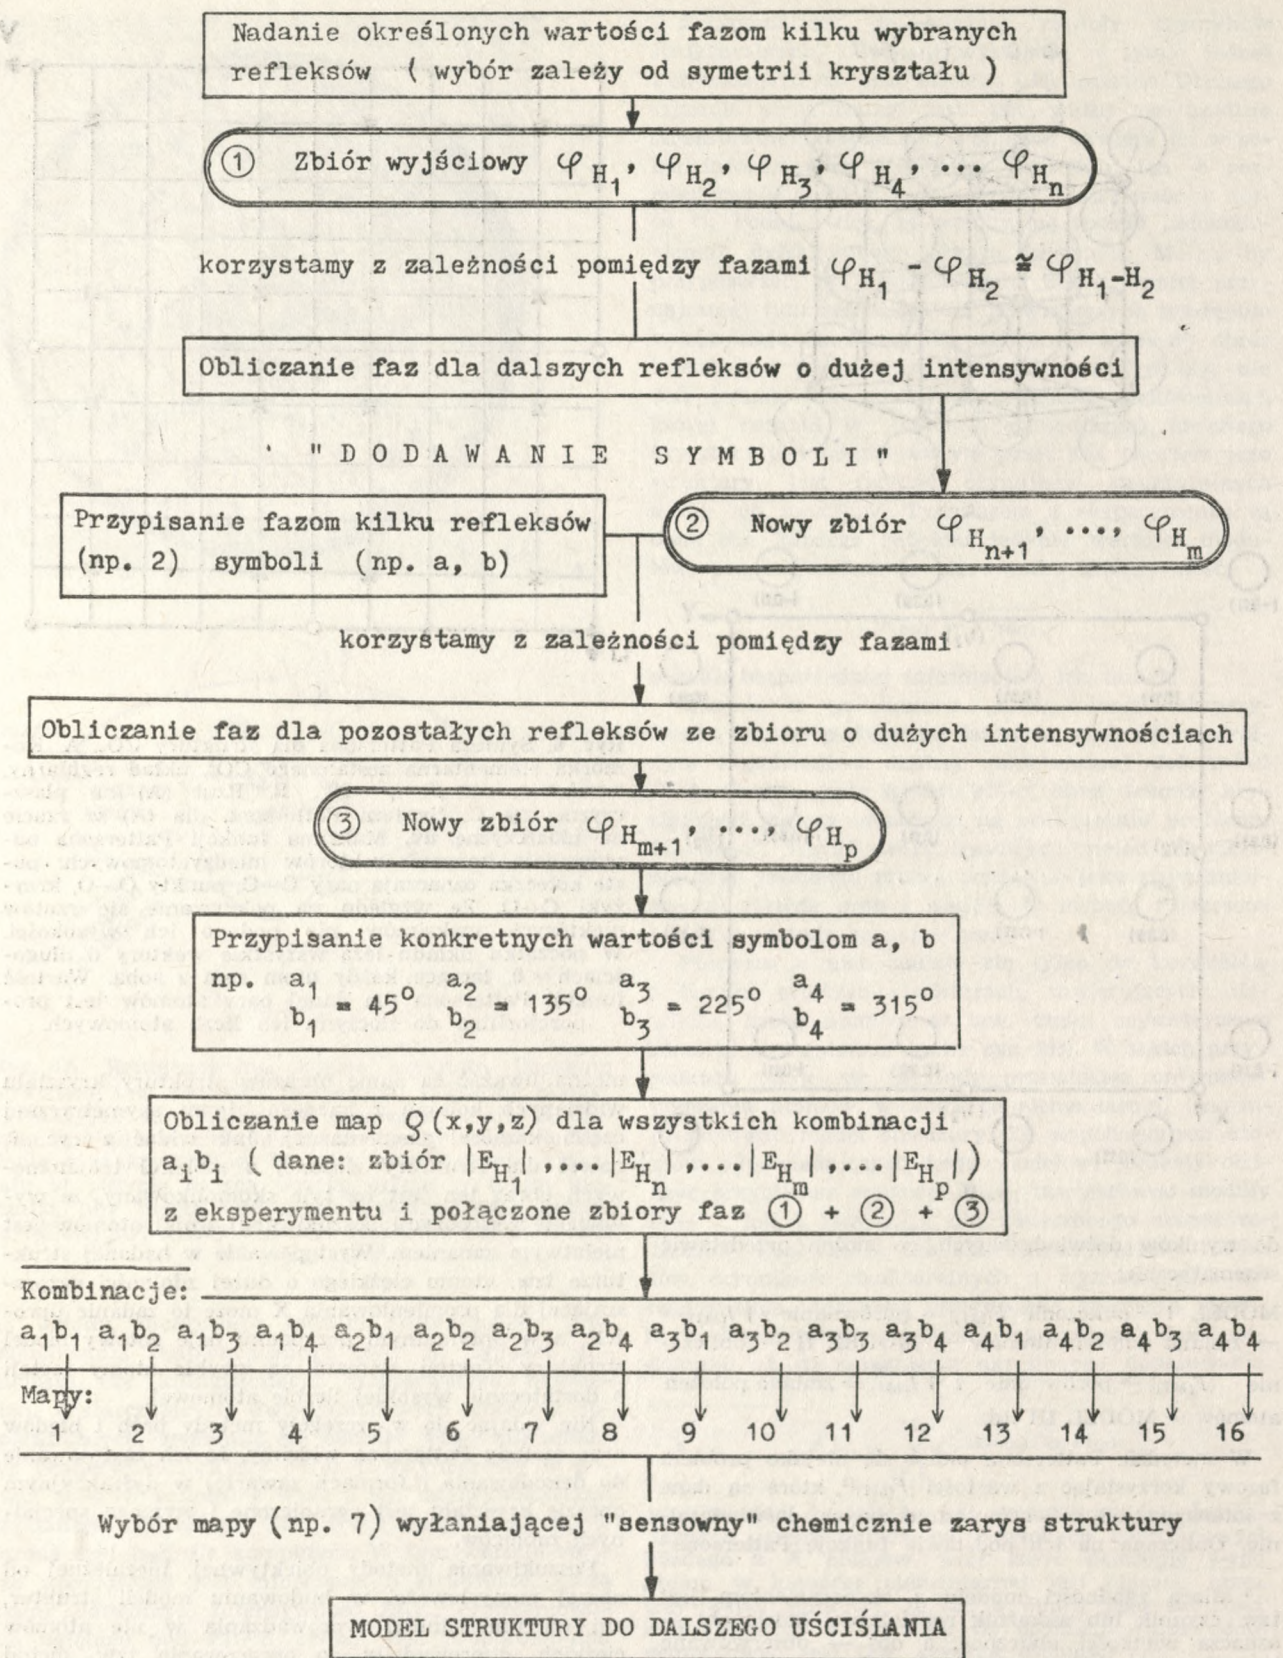 Nadanie określonych wartości fazom kilku wybranych
refleksów ( wybór zależy od symetrii kryształu )
① Zbiór wyjściowy φH₁, φH₂, φH₃, φH₄, ... φHₙ
korzystamy z zależności pomiędzy fazami φH₁ - φH₂ ≅ φH₁-H₂
Obliczanie faz dla dalszych refleksów o dużej intensywności
"DODAWANIE SYMBOLI"
Przypisanie fazom kilku refleksów
(np. 2) symboli (np. a, b)
② Nowy zbiór φHₙ₊₁, ..., φHₘ
korzystamy z zależności pomiędzy fazami
Obliczanie faz dla pozostałych refleksów ze zbioru o dużych intensywnościach
③ Nowy zbiór φHₘ₊₁, ..., φHₚ
Przypisanie konkretnych wartości symbolom a, b
np. a₁ b₁ = 45° a₂ b₂ = 135° a₃ b₃ = 225° a₄ b₄ = 315°
Obliczanie map ϱ(x,y,z) dla wszystkich kombinacji
aᵢbᵢ ( dane: zbiór |EH₁|,...|EHₙ|,...|EHₘ|,...|EHₚ|)
z eksperymentu i połączone zbiory faz ① + ② + ③
Kombinacje:
a₁b₁ a₁b₂ a₁b₃ a₁b₄ a₂b₁ a₂b₂ a₂b₃ a₂b₄ a₃b₁ a₃b₂ a₃b₃ a₃b₄ a₄b₁ a₄b₂ a₄b₃ a₄b₄
Mapy:
1 2 3 4 5 6 7 8 9 10 11 12 13 14 15 16
Wybór mapy (np. 7) wyłaniającej "sensowny" chemicznie zarys struktury
MODEL STRUKTURY DO DALSZEGO UŚCIŚLANIA